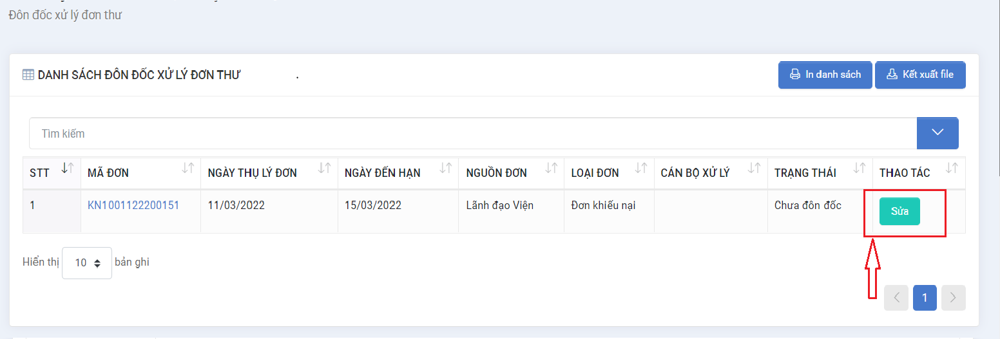 Đôn đốc xử lý đơn thư
DANH SÁCH ĐÔN ĐỐC XỬ LÝ ĐƠN THƯ .
In danh sách
Kết xuất file
Tìm kiếm
STT MÃ ĐƠN NGÀY THỤ LÝ ĐƠN NGÀY ĐẾN HẠN NGUỒN ĐƠN LOẠI ĐƠN CÁN BỘ XỬ LÝ TRẠNG THÁI THAO TÁC
1 KN1001122200151 11/03/2022 15/03/2022 Lãnh đạo Viện Đơn khiếu nại Chưa đôn đốc Sửa
Hiển thị 10 bản ghi
1